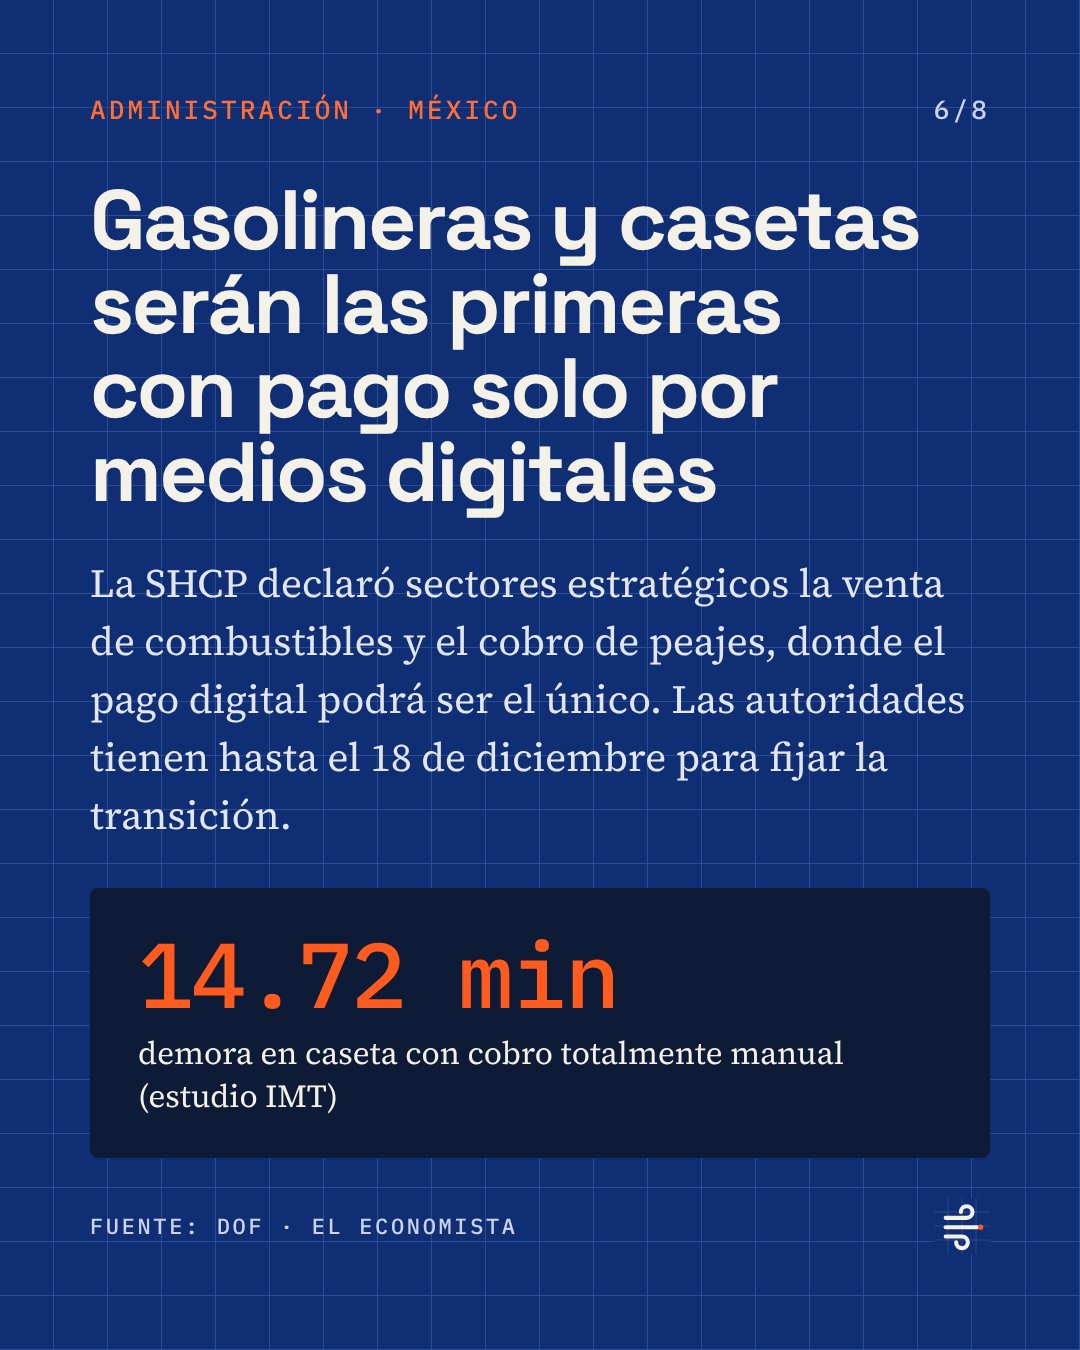 ADMINISTRACIÓN · MÉXICO
6/8
Gasolineras y casetas
serán las primeras
con pago solo por
medios digitales
La SHCP declaró sectores estratégicos la venta
de combustibles y el cobro de peajes, donde el
pago digital podrá ser el único. Las autoridades
tienen hasta el 18 de diciembre para fijar la
transición.
14.72 min
demora en caseta con cobro totalmente manual
(estudio IMT)
FUENTE: DOF · EL ECONOMISTA